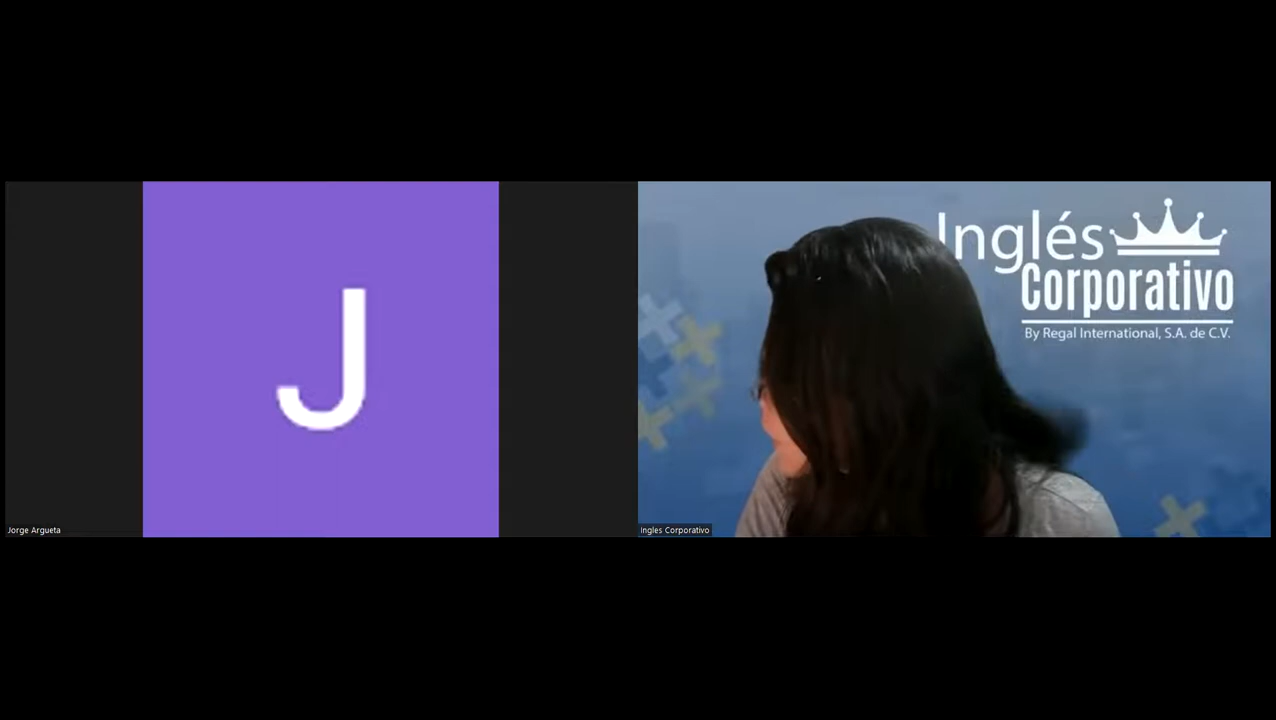 J
Jorge Argueta
Inglés
Corporativo
By Regal International, S.A. de C.V.
Ingles Corporativo